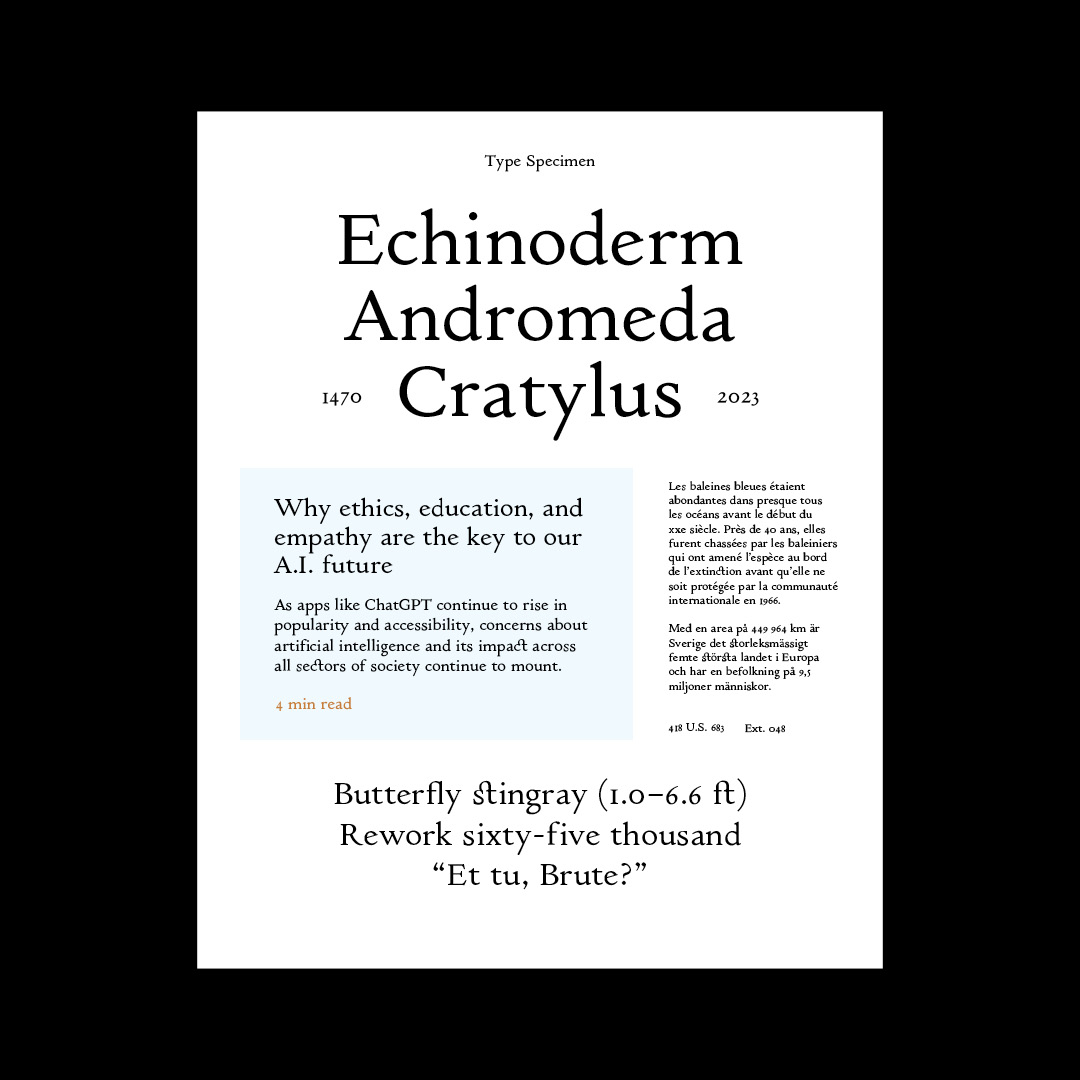 Type Specimen
Echinoderm
Andromeda
1470 Cratylus 2023
Why ethics, education, and
empathy are the key to our
A.I. future
As apps like ChatGPT continue to rise in
popularity and accessibility, concerns about
artificial intelligence and its impact across
all sectors of society continue to mount.
4 min read
Les baleines bleues étaient
abondantes dans presque tous
les océans avant le début du
xxe siècle. Près de 40 ans, elles
furent chassées par les baleiniers
qui ont amené l’espèce au bord
de l’extinction avant qu’elle ne
soit protégée par la communauté
internationale en 1966.
Med en area på 449 964 km är
Sverige det storleksmässigt
femte största landet i Europa
och har en befolkning på 9,5
miljoner människor.
418 U.S. 683 Ext. 048
Butterfly stingray (1.0–6.6 ft)
Rework sixty-five thousand
“Et tu, Brute?”